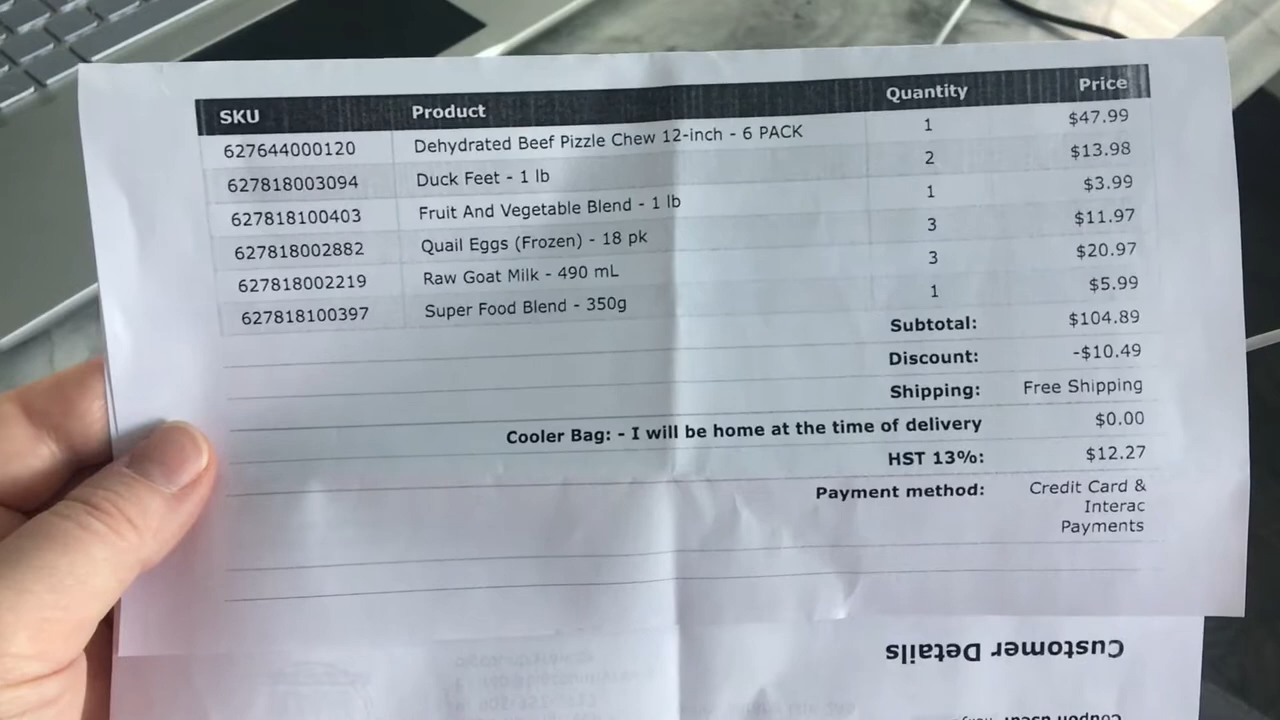 SKU Product Quantity Price
627644000120 Dehydrated Beef Pizzle Chew 12-inch - 6 PACK 1 $47.99
627818003094 Duck Feet - 1 lb 2 $13.98
627818100403 Fruit And Vegetable Blend - 1 lb 1 $3.99
627818002882 Quail Eggs (Frozen) - 18 pk 3 $11.97
627818002219 Raw Goat Milk - 490 mL 3 $20.97
627818100397 Super Food Blend - 350g 1 $5.99
Subtotal: $104.89
Discount: -$10.49
Shipping: Free Shipping
Cooler Bag: - I will be home at the time of delivery $0.00
HST 13%: $12.27
Payment method: Credit Card &
Interac
Payments
Customer Details
Coupon used: